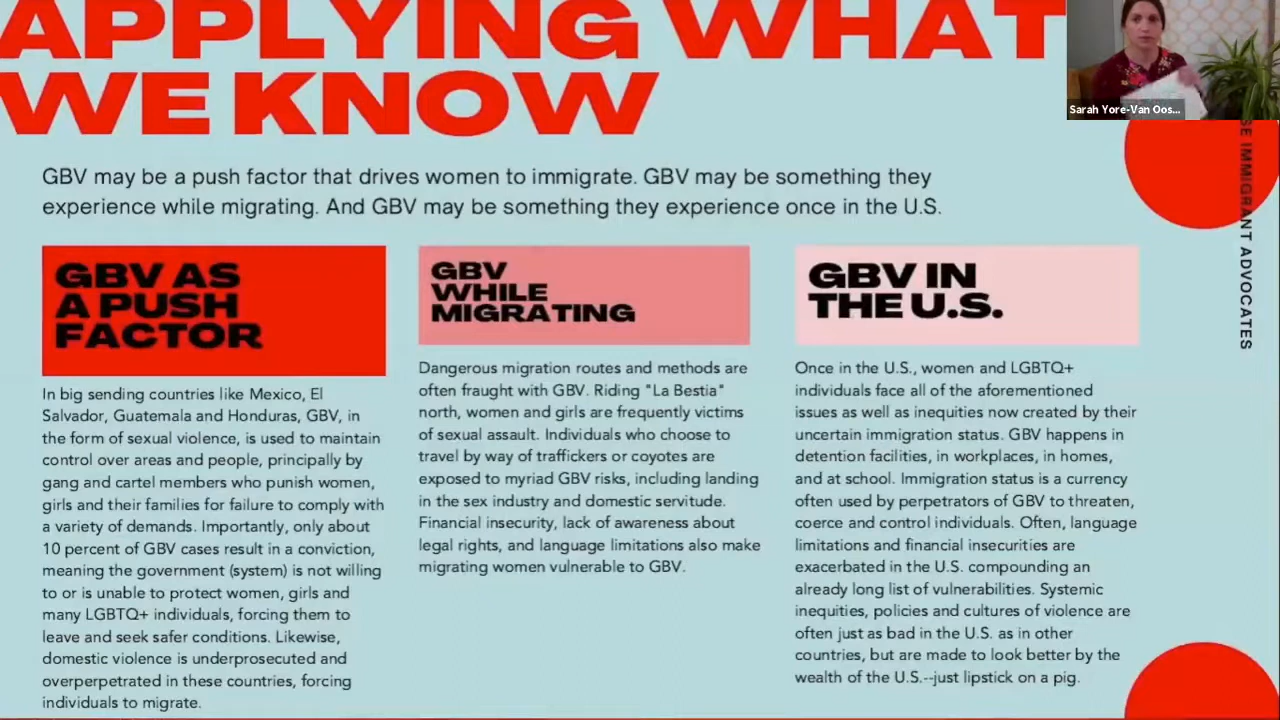 APPLYING WHAT
WE KNOW
Sarah Yore-Van Oos...
GBV may be a push factor that drives women to immigrate. GBV may be something they
experience while migrating. And GBV may be something they experience once in the U.S.
GBV AS
A PUSH
FACTOR
In big sending countries like Mexico, El
Salvador, Guatemala and Honduras, GBV, in
the form of sexual violence, is used to maintain
control over areas and people, principally by
gang and cartel members who punish women,
girls and their families for failure to comply with
a variety of demands. Importantly, only about
10 percent of GBV cases result in a conviction,
meaning the government (system) is not willing
to or is unable to protect women, girls and
many LGBTQ+ individuals, forcing them to
leave and seek safer conditions. Likewise,
domestic violence is underprosecuted and
overperpetrated in these countries, forcing
individuals to migrate.
GBV
WHILE
MIGRATING
Dangerous migration routes and methods are
often fraught with GBV. Riding "La Bestia"
north, women and girls are frequently victims
of sexual assault. Individuals who choose to
travel by way of traffickers or coyotes are
exposed to myriad GBV risks, including landing
in the sex industry and domestic servitude.
Financial insecurity, lack of awareness about
legal rights, and language limitations also make
migrating women vulnerable to GBV.
GBV IN
THE U.S.
Once in the U.S., women and LGBTQ+
individuals face all of the aforementioned
issues as well as inequities now created by their
uncertain immigration status. GBV happens in
detention facilities, in workplaces, in homes,
and at school. Immigration status is a currency
often used by perpetrators of GBV to threaten,
coerce and control individuals. Often, language
limitations and financial insecurities are
exacerbated in the U.S. compounding an
already long list of vulnerabilities. Systemic
inequities, policies and cultures of violence are
often just as bad in the U.S. as in other
countries, but are made to look better by the
wealth of the U.S.--just lipstick on a pig.
IMMIGRANT ADVOCATES